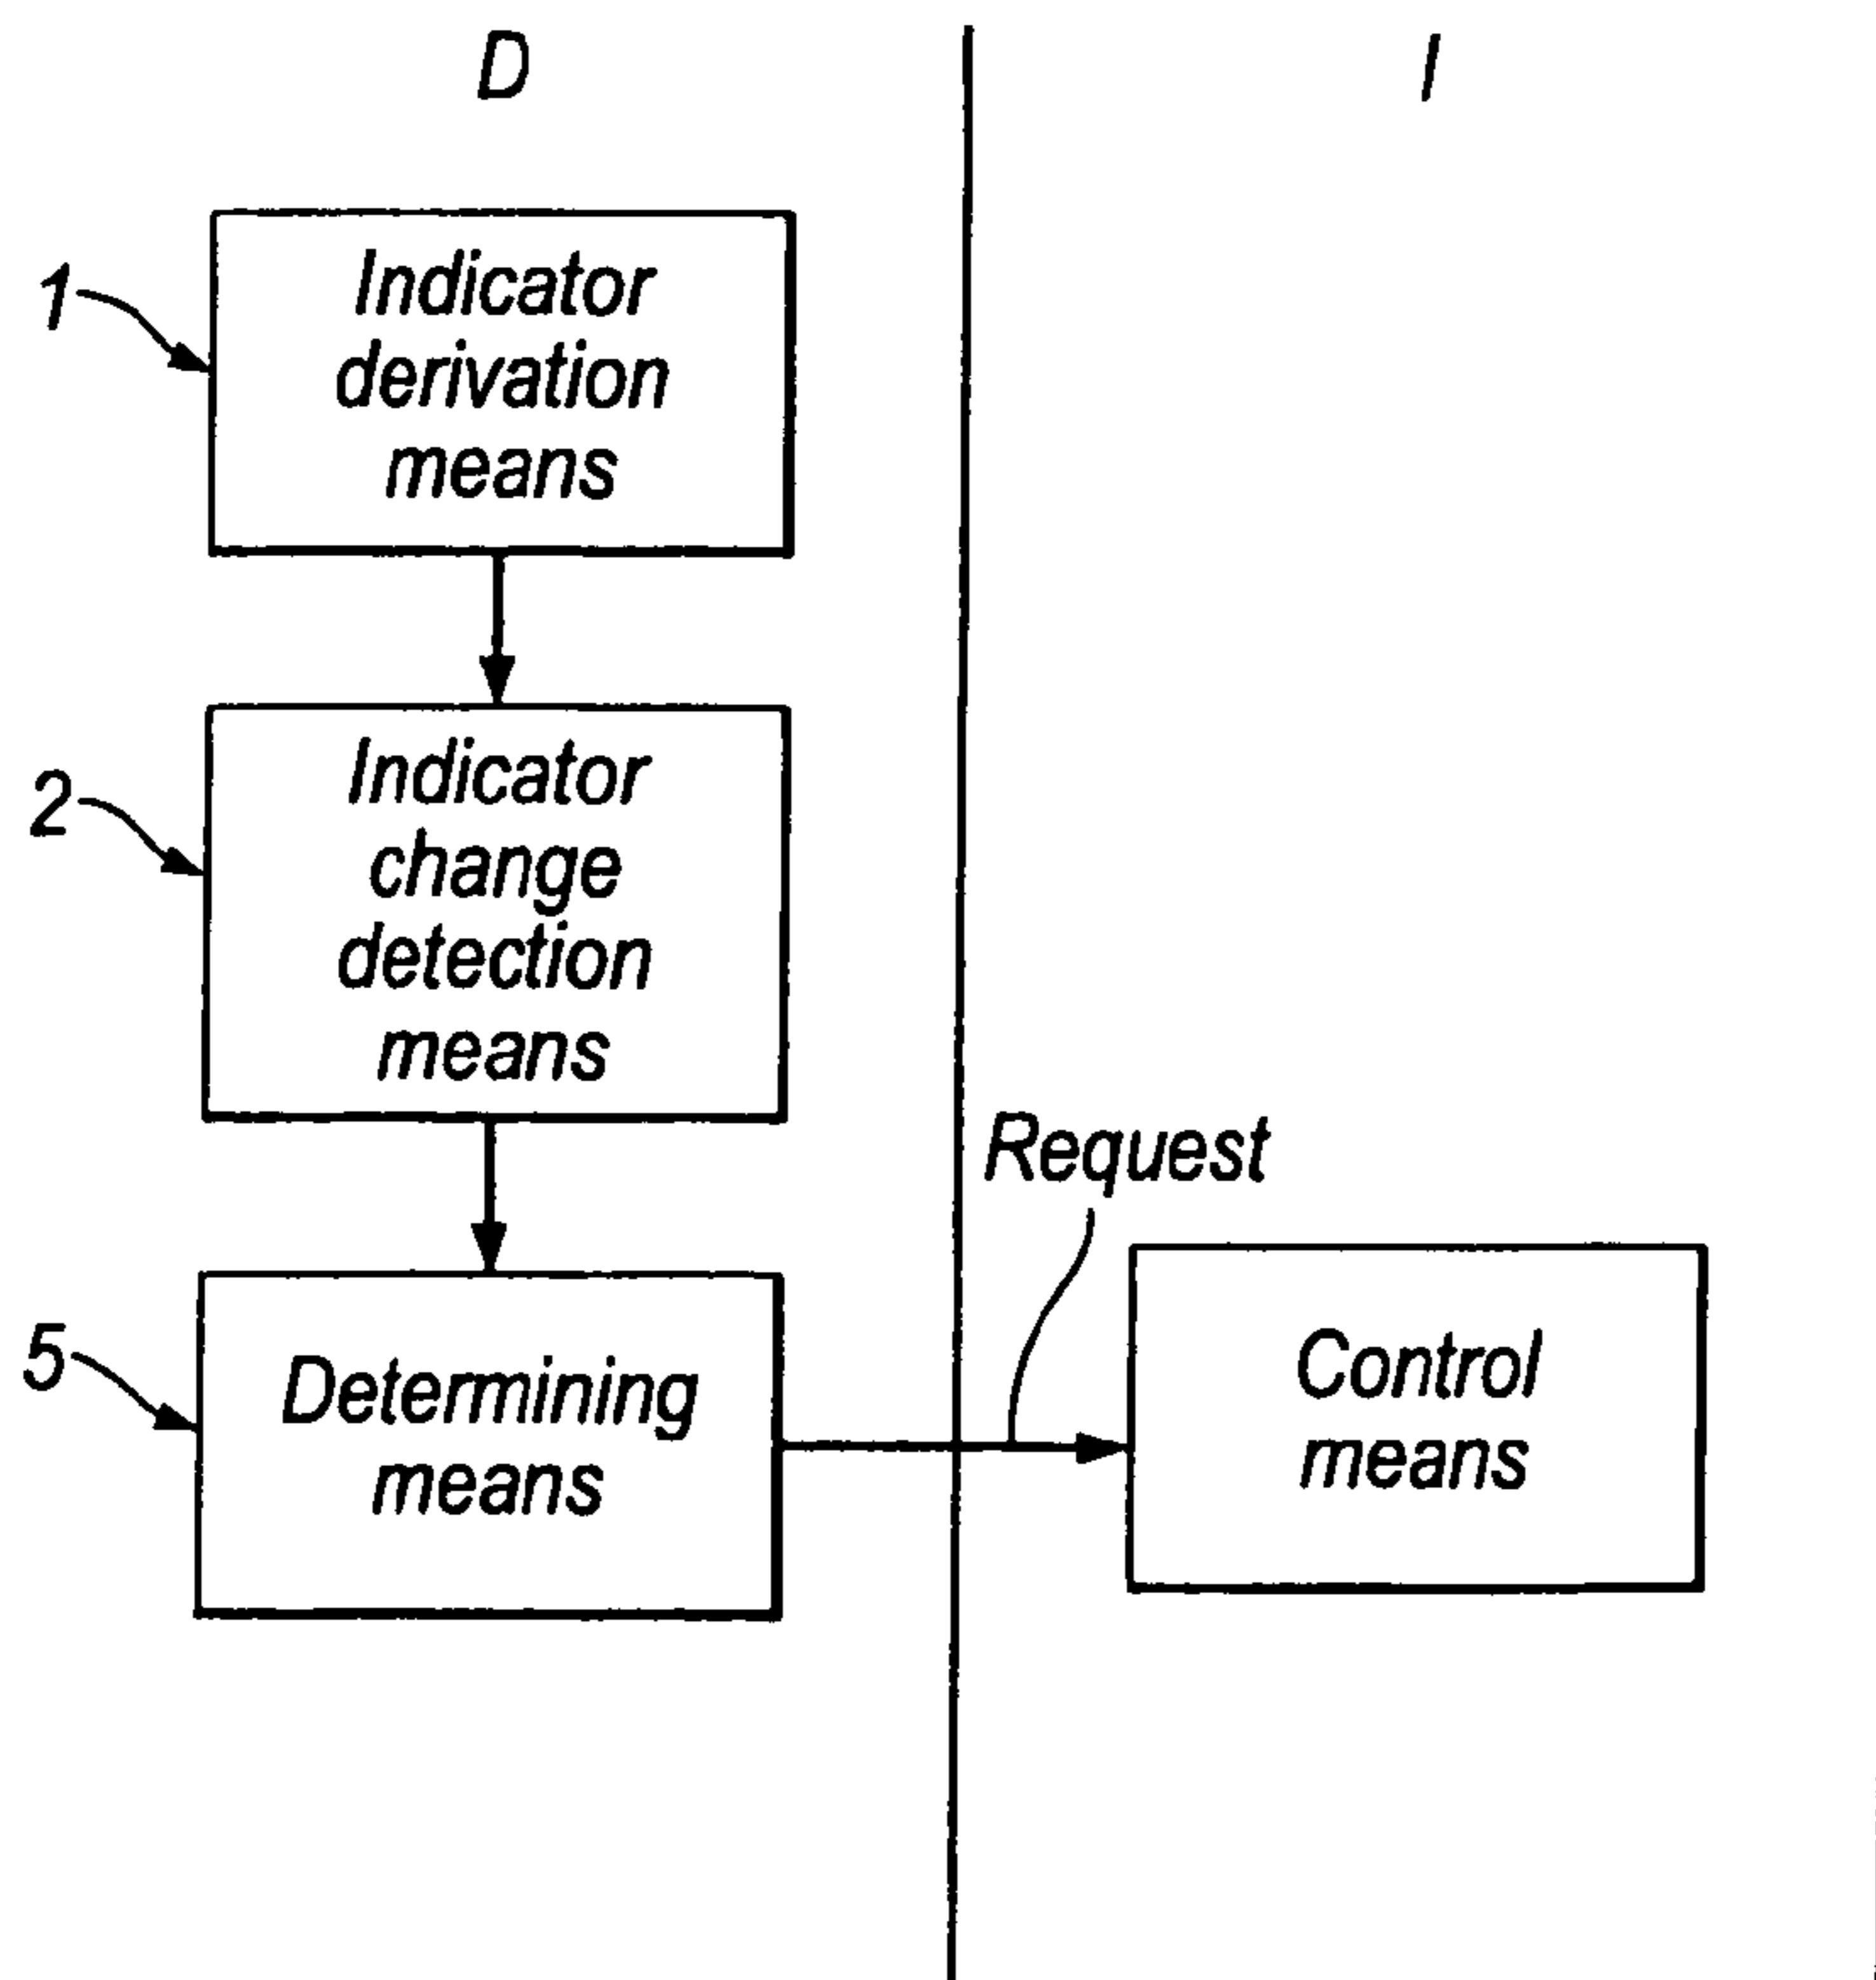 D
I
1
Indicator
derivation
means
2
Indicator
change
detection
means
Request
5
Determining
means
Control
means